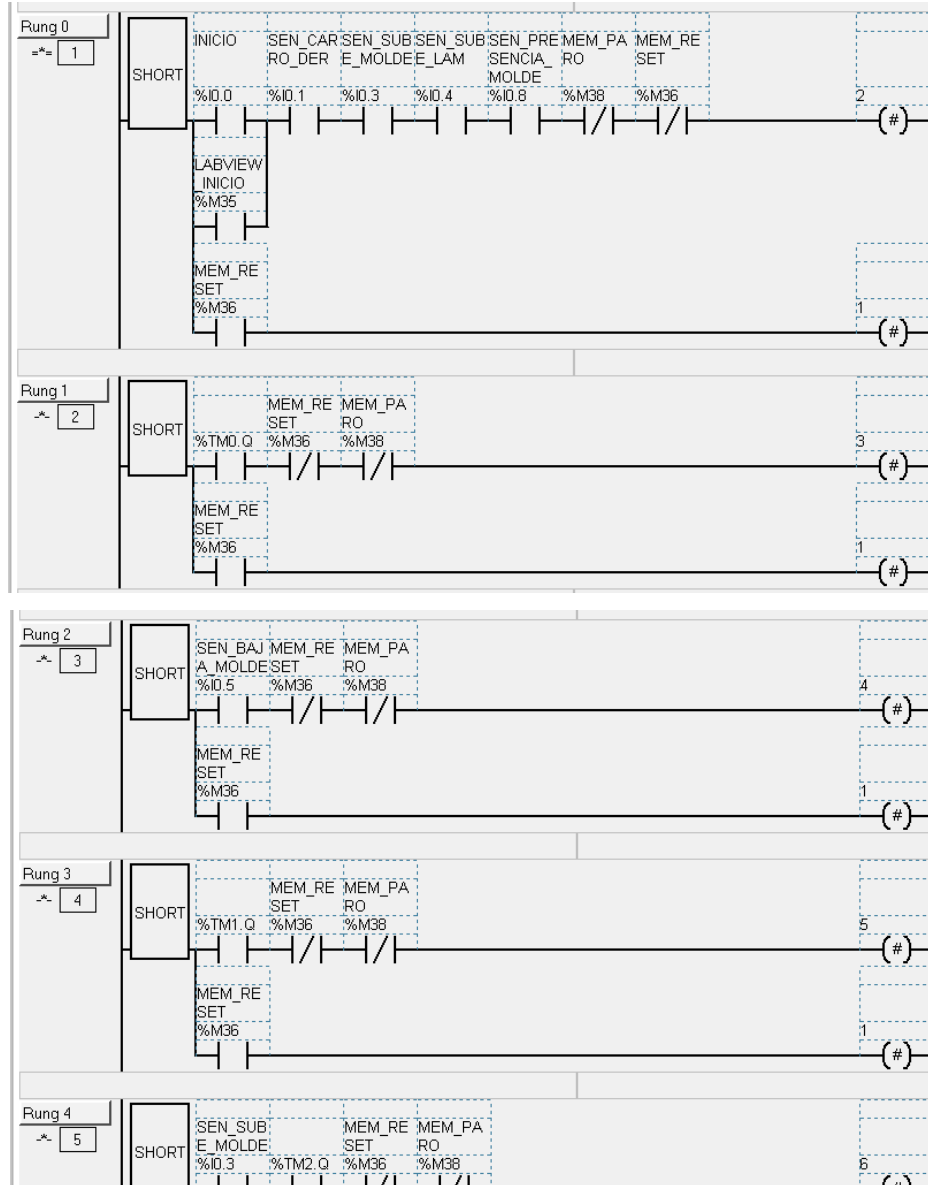 Rung 0
=*= 1
SHORT
INICIO SEN_CAR SEN_SUB SEN_SUB SEN_PRE MEM_PA MEM_RE
RO_DER E_MOLDE E_LAM SENCIA_ RO SET
MOLDE
%I0.0 %I0.1 %I0.3 %I0.4 %I0.8 %M38 %M36 2
(#)
LABVIEW
_INICIO
%M35
MEM_RE
SET
%M36 1
(#)
Rung 1
-*- 2
SHORT
MEM_RE MEM_PA
SET RO
%TM0.Q %M36 %M38 3
(#)
MEM_RE
SET
%M36 1
(#)
Rung 2
-*- 3
SHORT
SEN_BAJ MEM_RE MEM_PA
A_MOLDE SET RO
%I0.5 %M36 %M38 4
(#)
MEM_RE
SET
%M36 1
(#)
Rung 3
-*- 4
SHORT
MEM_RE MEM_PA
SET RO
%TM1.Q %M36 %M38 5
(#)
MEM_RE
SET
%M36 1
(#)
Rung 4
-*- 5
SHORT
SEN_SUB MEM_RE MEM_PA
E_MOLDE SET RO
%I0.3 %TM2.Q %M36 %M38 6